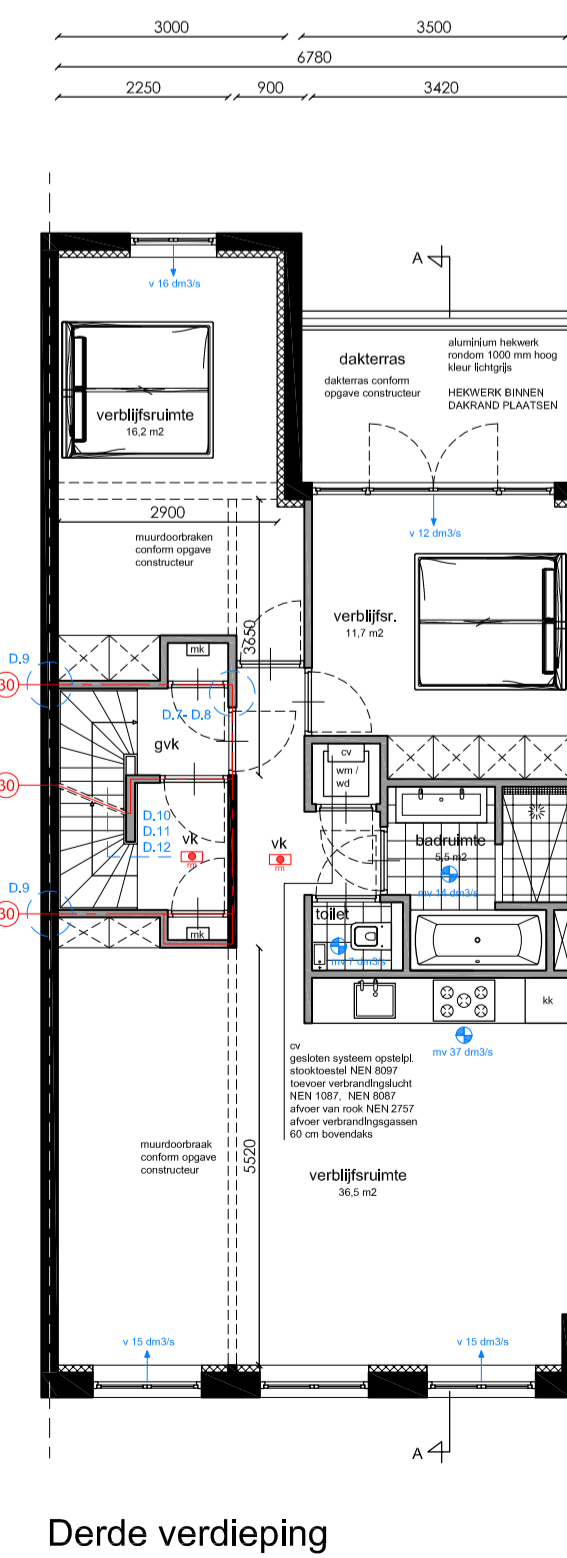 3000
3500
6780
2250
900
3420
A
v 16 dm3/s
dakterras
dakterras conform
opgave constructeur
aluminium hekwerk
rondom 1000 mm hoog
kleur lichtgrijs
HEKWERK BINNEN
DAKRAND PLAATSEN
verblijfsruimte
16,2 m2
2900
muurdoorbraken
conform opgave
constructeur
v 12 dm3/s
3650
verblijfsr.
11,7 m2
mk
D.9
30
D.7- D.8
gvk
cv
wm /
wd
30
D.10
D.11
D.12
vk
rm
vk
rm
badruimte
5,5 m2
mv 14 dm3/s
D.9
30
mk
toilet
mv 7 dm3/s
kk
mv 37 dm3/s
cv
gesloten systeem opstelpl.
stooktoestel NEN 8097
toevoer verbrandingslucht
NEN 1087, NEN 8087
afvoer van rook NEN 2757
afvoer verbrandingsgassen
60 cm bovendaks
muurdoorbraak
conform opgave
constructeur
5520
verblijfsruimte
36,5 m2
v 15 dm3/s
v 15 dm3/s
A
Derde verdieping